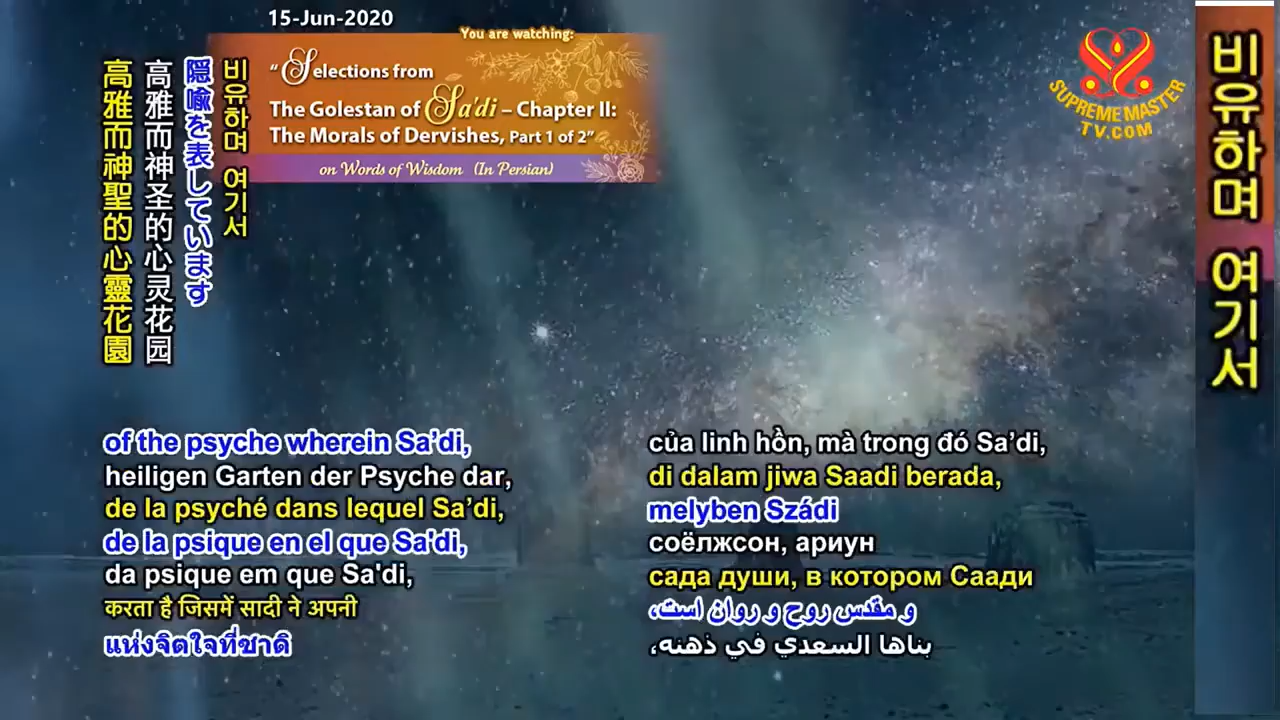 15-Jun-2020
You are watching:
“Selections from
The Golestan of Sa’di – Chapter II:
The Morals of Dervishes, Part 1 of 2”
on Words of Wisdom (In Persian)
SUPREME MASTER
TV.COM
비유하며 여기서
비유하며 여기서
隠喩を表しています
高雅而神圣的心灵花园
高雅而神聖的心靈花園
of the psyche wherein Sa’di,
heiligen Garten der Psyche dar,
de la psyché dans lequel Sa’di,
de la psique en el que Sa'di,
da psique em que Sa'di,
करता है जिसमें सादी ने अपनी
แห่งจิตใจที่ซาดิ
của linh hồn, mà trong đó Sa’di,
di dalam jiwa Saadi berada,
melyben Szádi
соёлжсон, ариун
сада души, в котором Саади
و مقدس روح و روان است،
بناها السعدي في ذهنه،